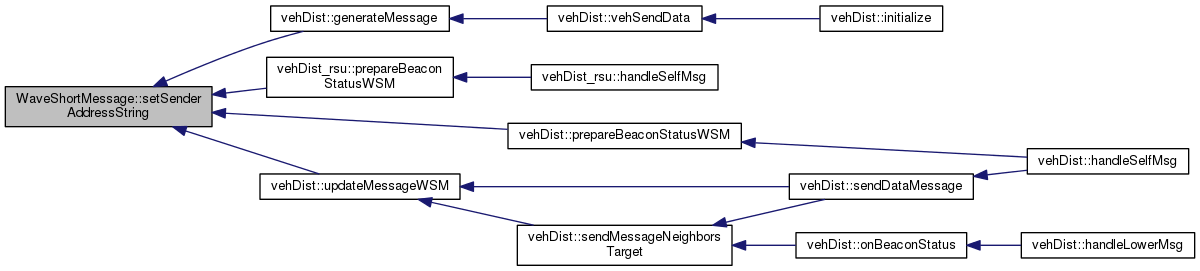 vehDist::generateMessage
vehDist::vehSendData
vehDist::initialize
vehDist_rsu::prepareBeacon
StatusWSM
vehDist_rsu::handleSelfMsg
WaveShortMessage::setSender
AddressString
vehDist::prepareBeaconStatusWSM
vehDist::handleSelfMsg
vehDist::updateMessageWSM
vehDist::sendDataMessage
vehDist::sendMessageNeighbors
Target
vehDist::onBeaconStatus
vehDist::handleLowerMsg